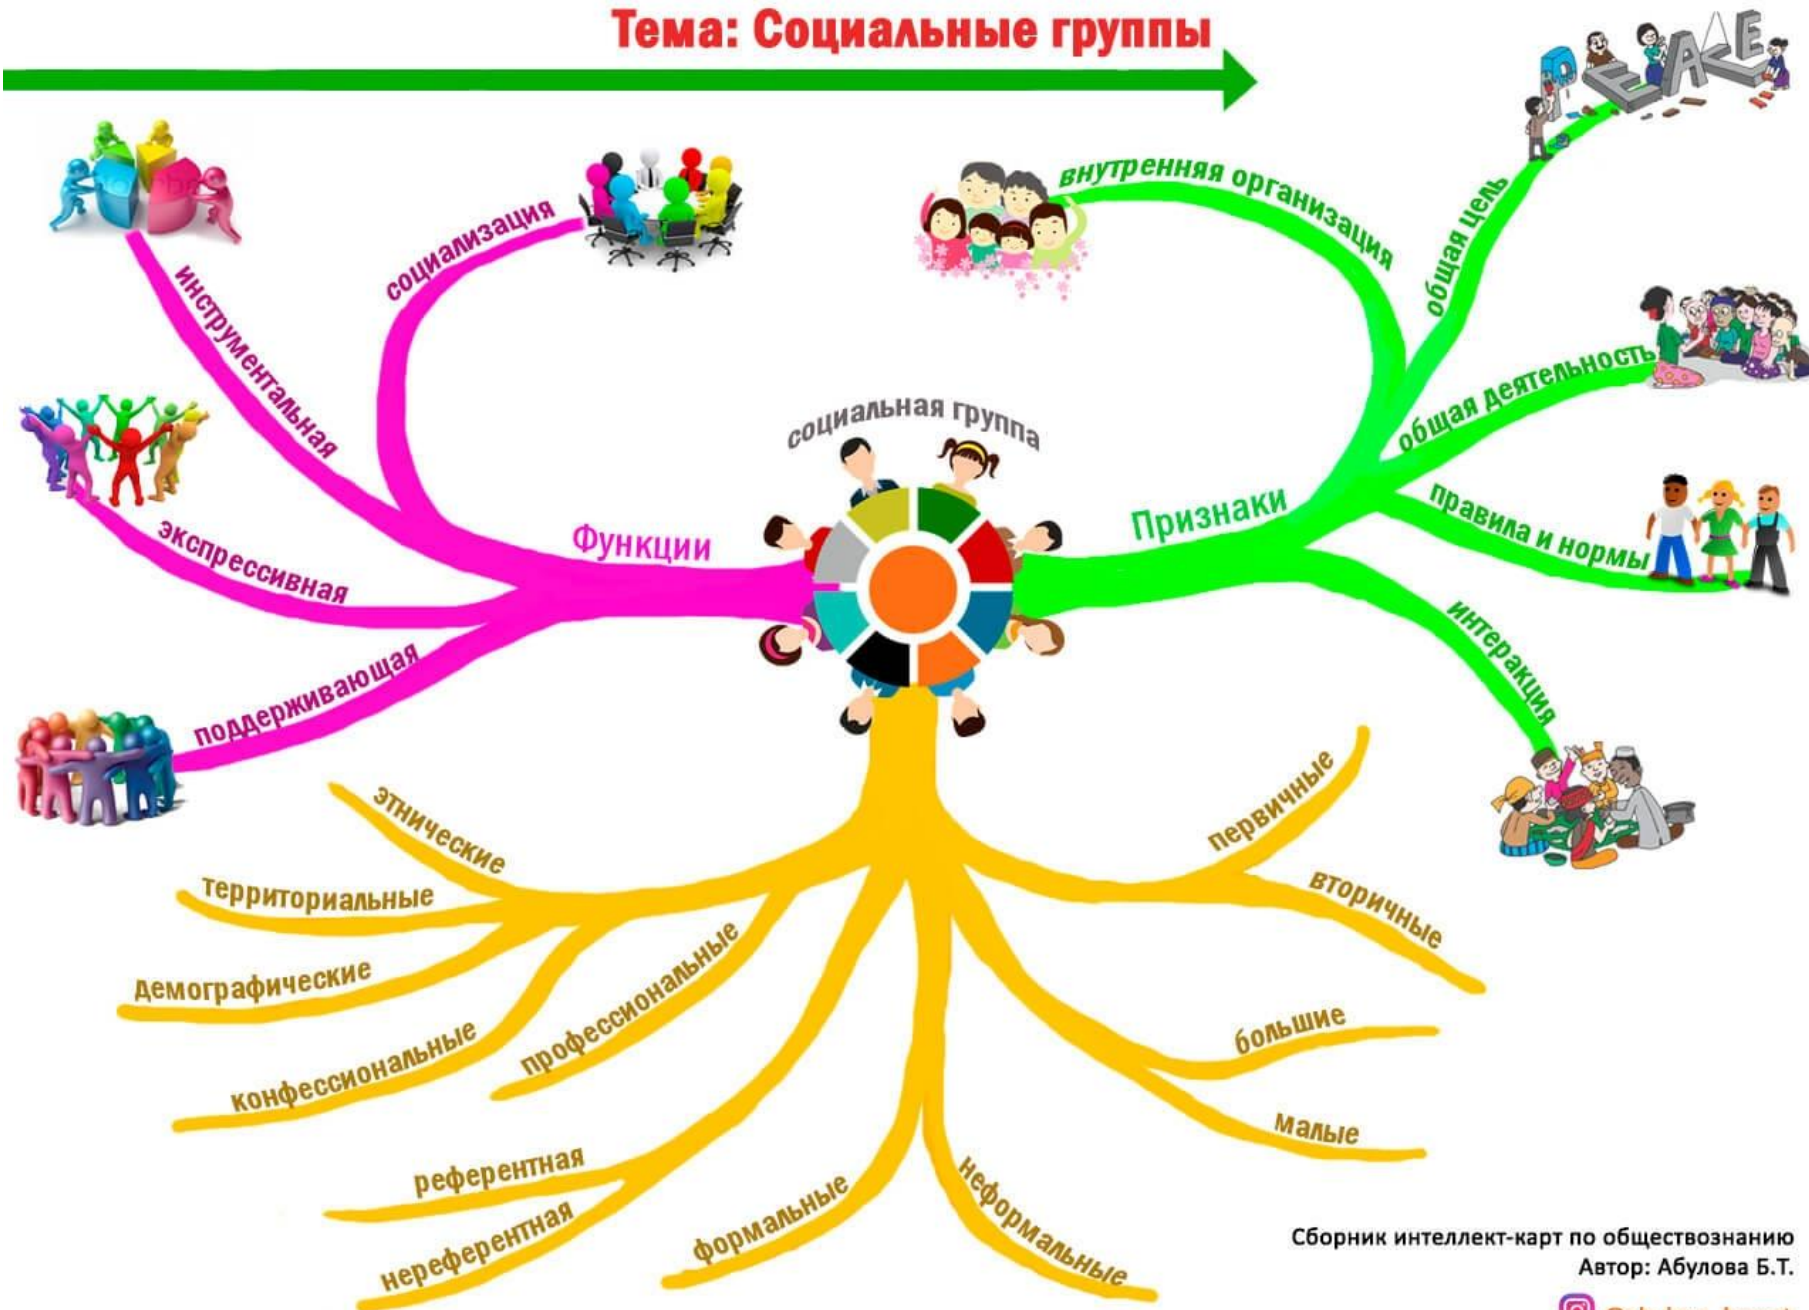 Тема: Социальные группы
PEACE
социальная группа
Функции
социализация
инструментальная
экспрессивная
поддерживающая
Признаки
внутренняя организация
общая цель
общая деятельность
правила и нормы
интеракция
этнические
территориальные
демографические
конфессиональные
профессиональные
референтная
нереферентная
формальные
неформальные
малые
большие
вторичные
первичные
Сборник интеллект-карт по обществознанию
Автор: Абулова Б.Т.